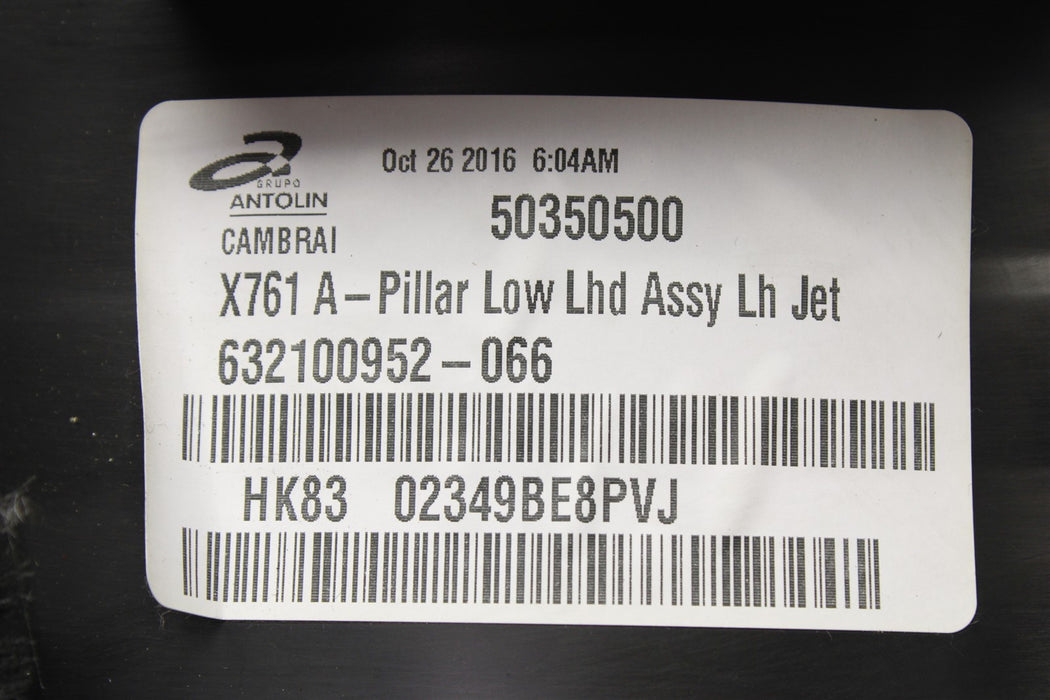 Oct 26 2016 6:04AM
GRUPO
ANTOLIN
50350500
CAMBRAI
X761 A-Pillar Low Lhd Assy Lh Jet
632100952-066
HK83 02349BE8PVJ